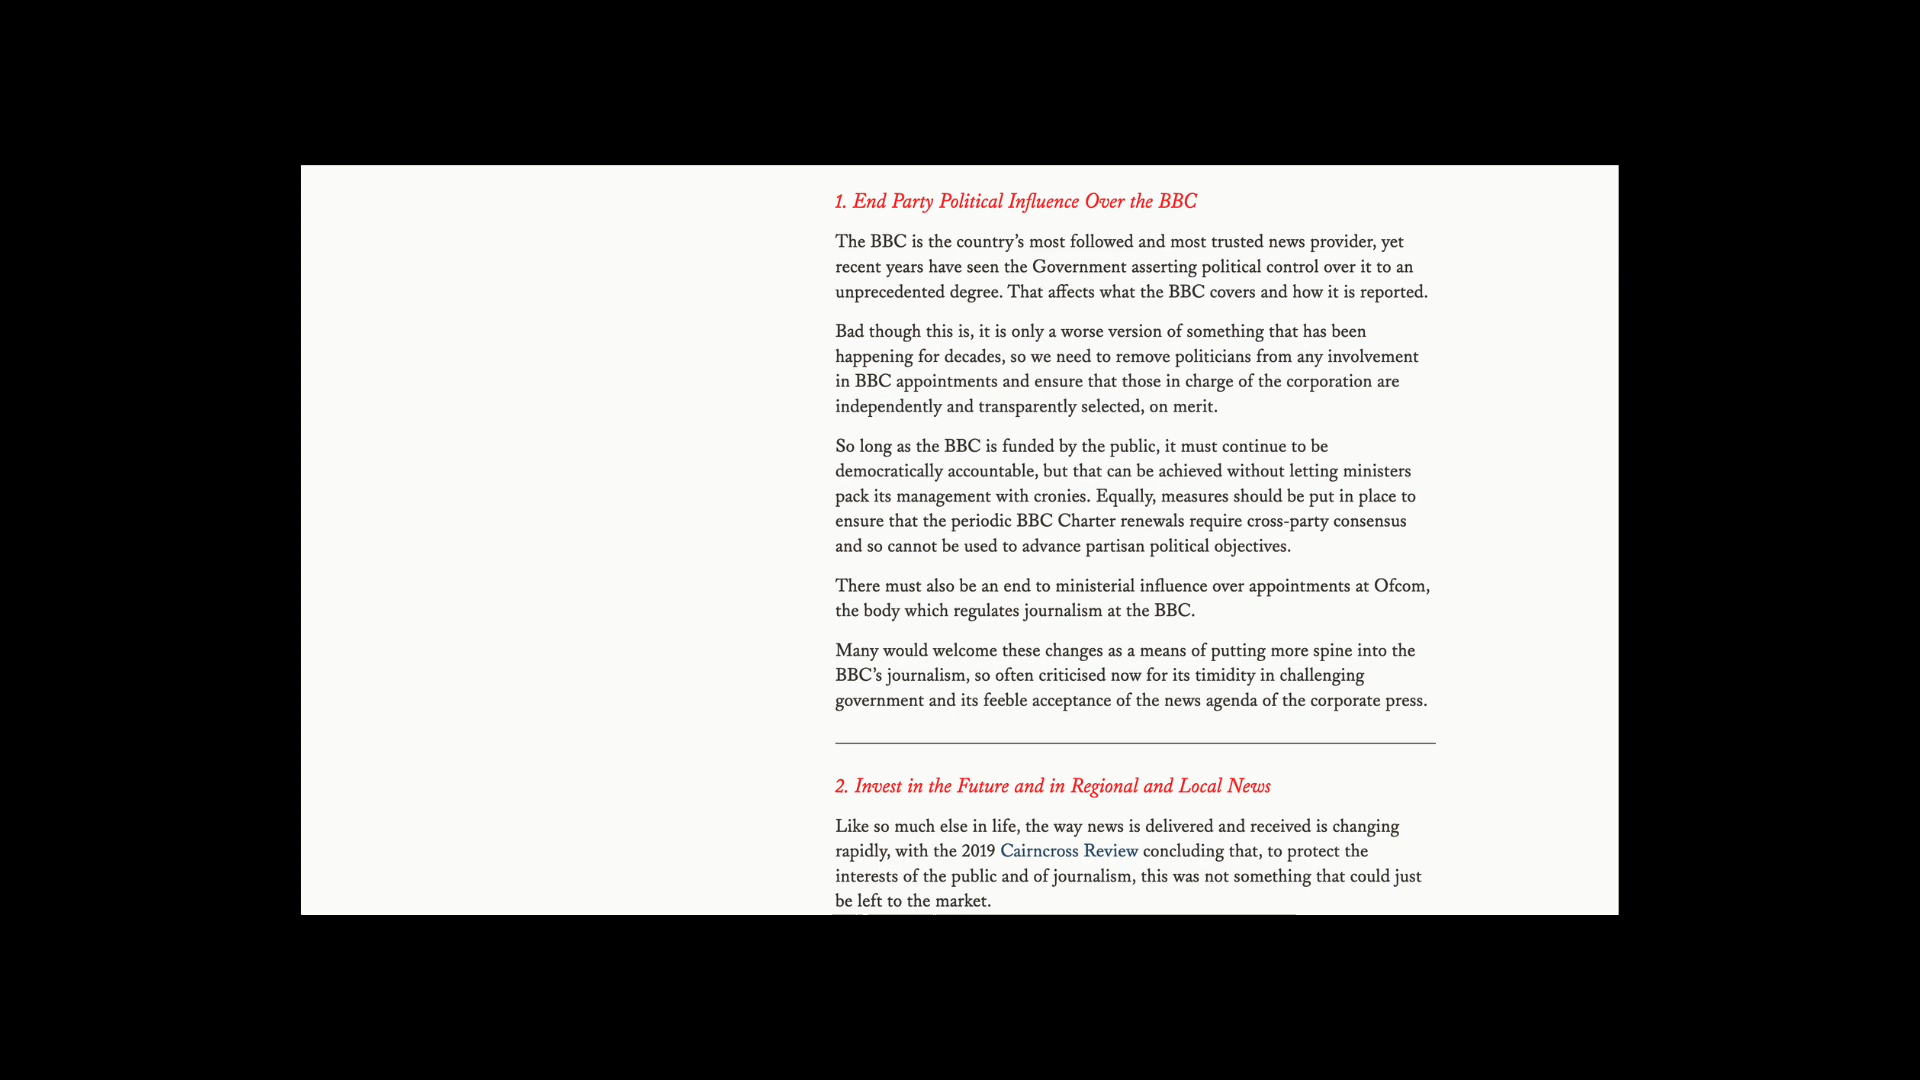 1. End Party Political Influence Over the BBC
The BBC is the country’s most followed and most trusted news provider, yet
recent years have seen the Government asserting political control over it to an
unprecedented degree. That affects what the BBC covers and how it is reported.
Bad though this is, it is only a worse version of something that has been
happening for decades, so we need to remove politicians from any involvement
in BBC appointments and ensure that those in charge of the corporation are
independently and transparently selected, on merit.
So long as the BBC is funded by the public, it must continue to be
democratically accountable, but that can be achieved without letting ministers
pack its management with cronies. Equally, measures should be put in place to
ensure that the periodic BBC Charter renewals require cross-party consensus
and so cannot be used to advance partisan political objectives.
There must also be an end to ministerial influence over appointments at Ofcom,
the body which regulates journalism at the BBC.
Many would welcome these changes as a means of putting more spine into the
BBC’s journalism, so often criticised now for its timidity in challenging
government and its feeble acceptance of the news agenda of the corporate press.
2. Invest in the Future and in Regional and Local News
Like so much else in life, the way news is delivered and received is changing
rapidly, with the 2019 Cairncross Review concluding that, to protect the
interests of the public and of journalism, this was not something that could just
be left to the market.